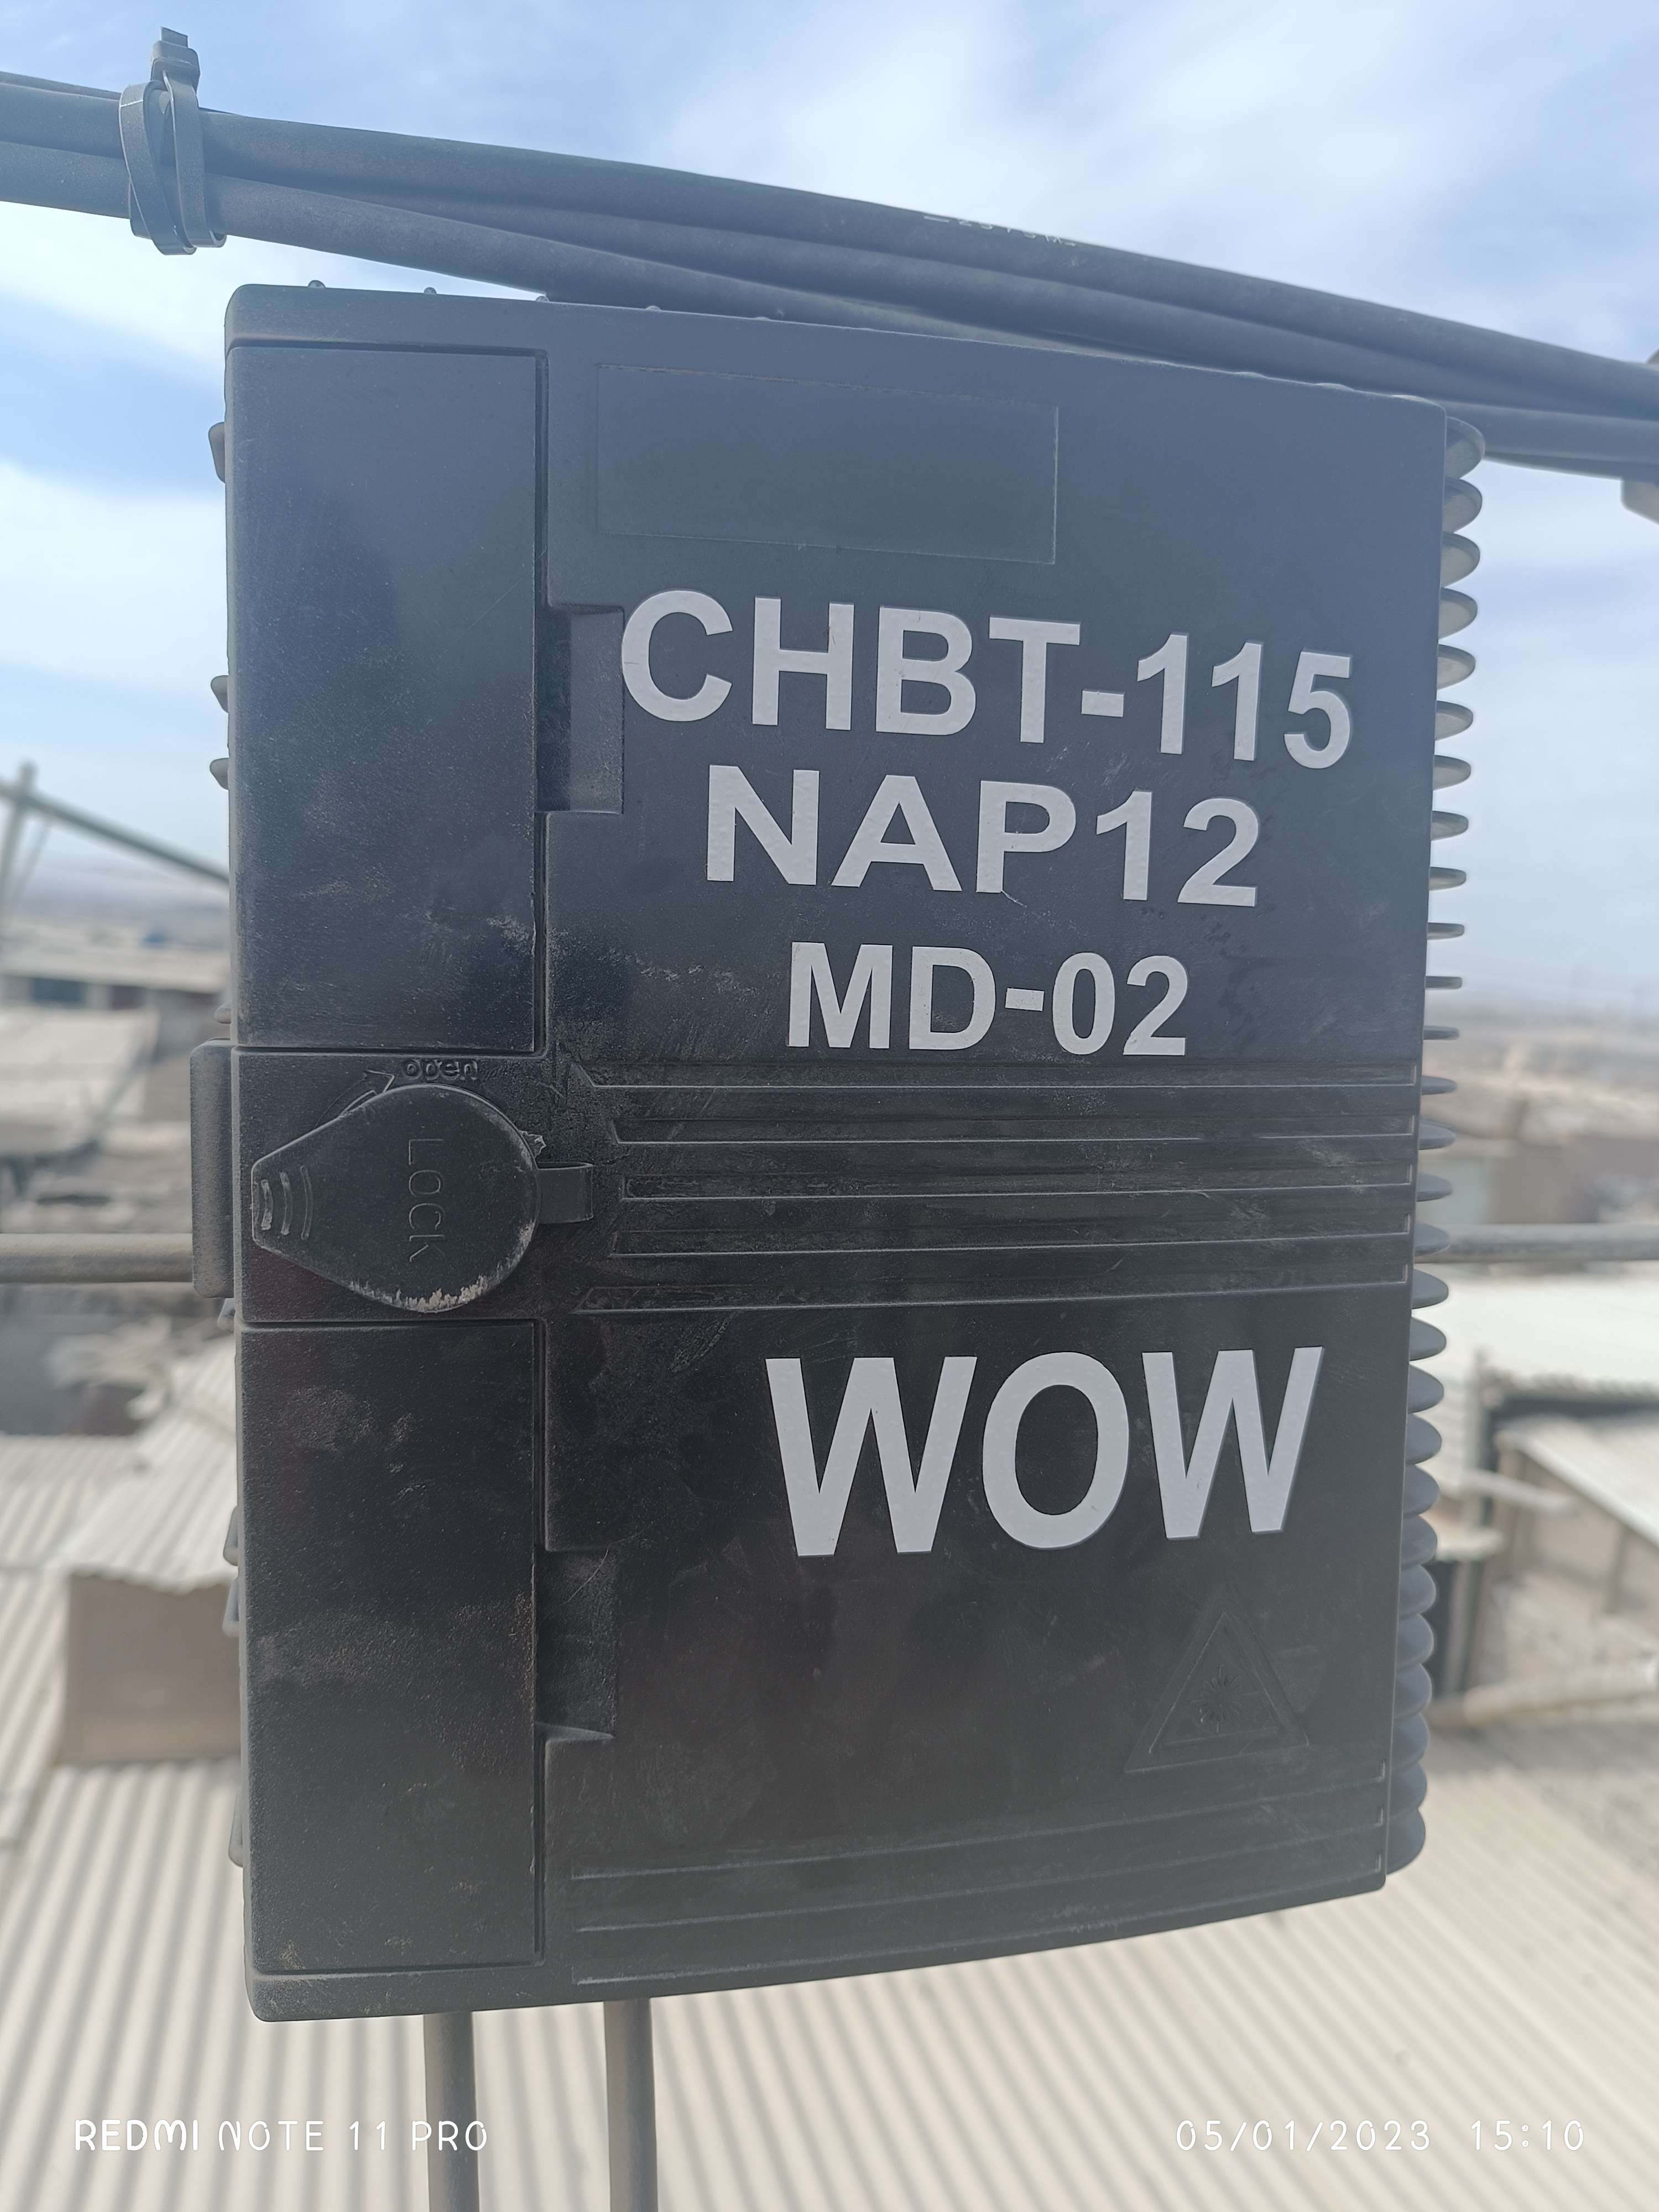 CHBT-115
NAP12
MD-02
open
LOCK
WOW
REDMI NOTE 11 PRO
05/01/2023 15:10